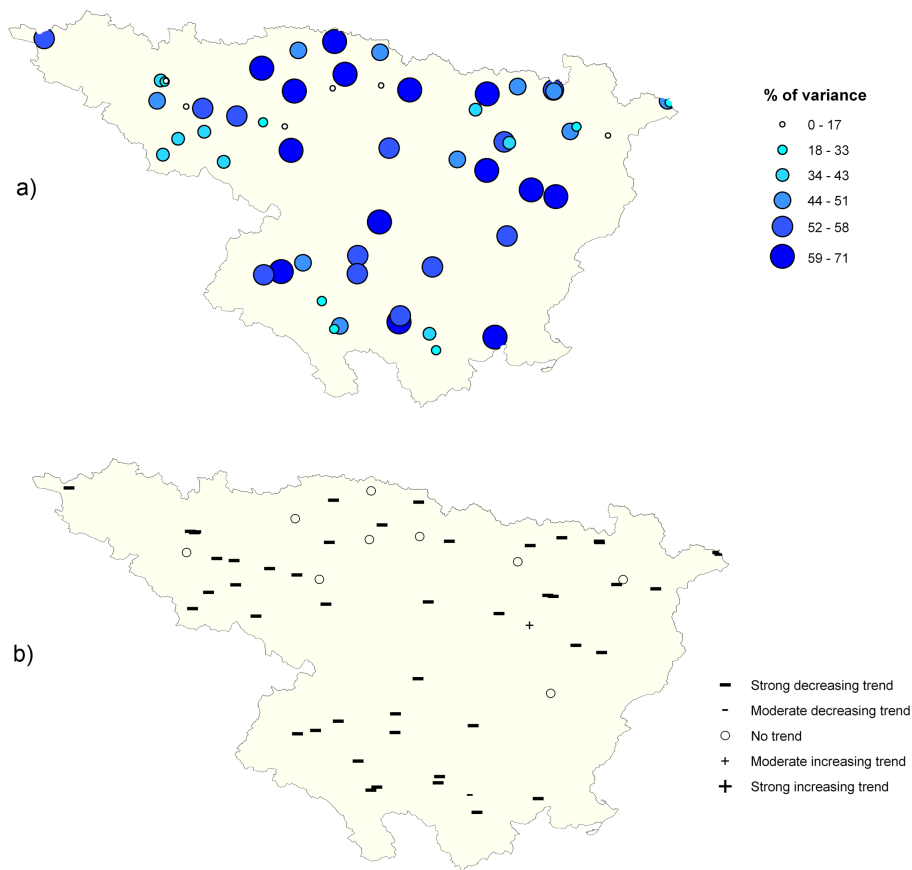 % of variance
0 - 17
18 - 33
34 - 43
44 - 51
52 - 58
59 - 71
a)
b)
Strong decreasing trend
Moderate decreasing trend
No trend
Moderate increasing trend
Strong increasing trend